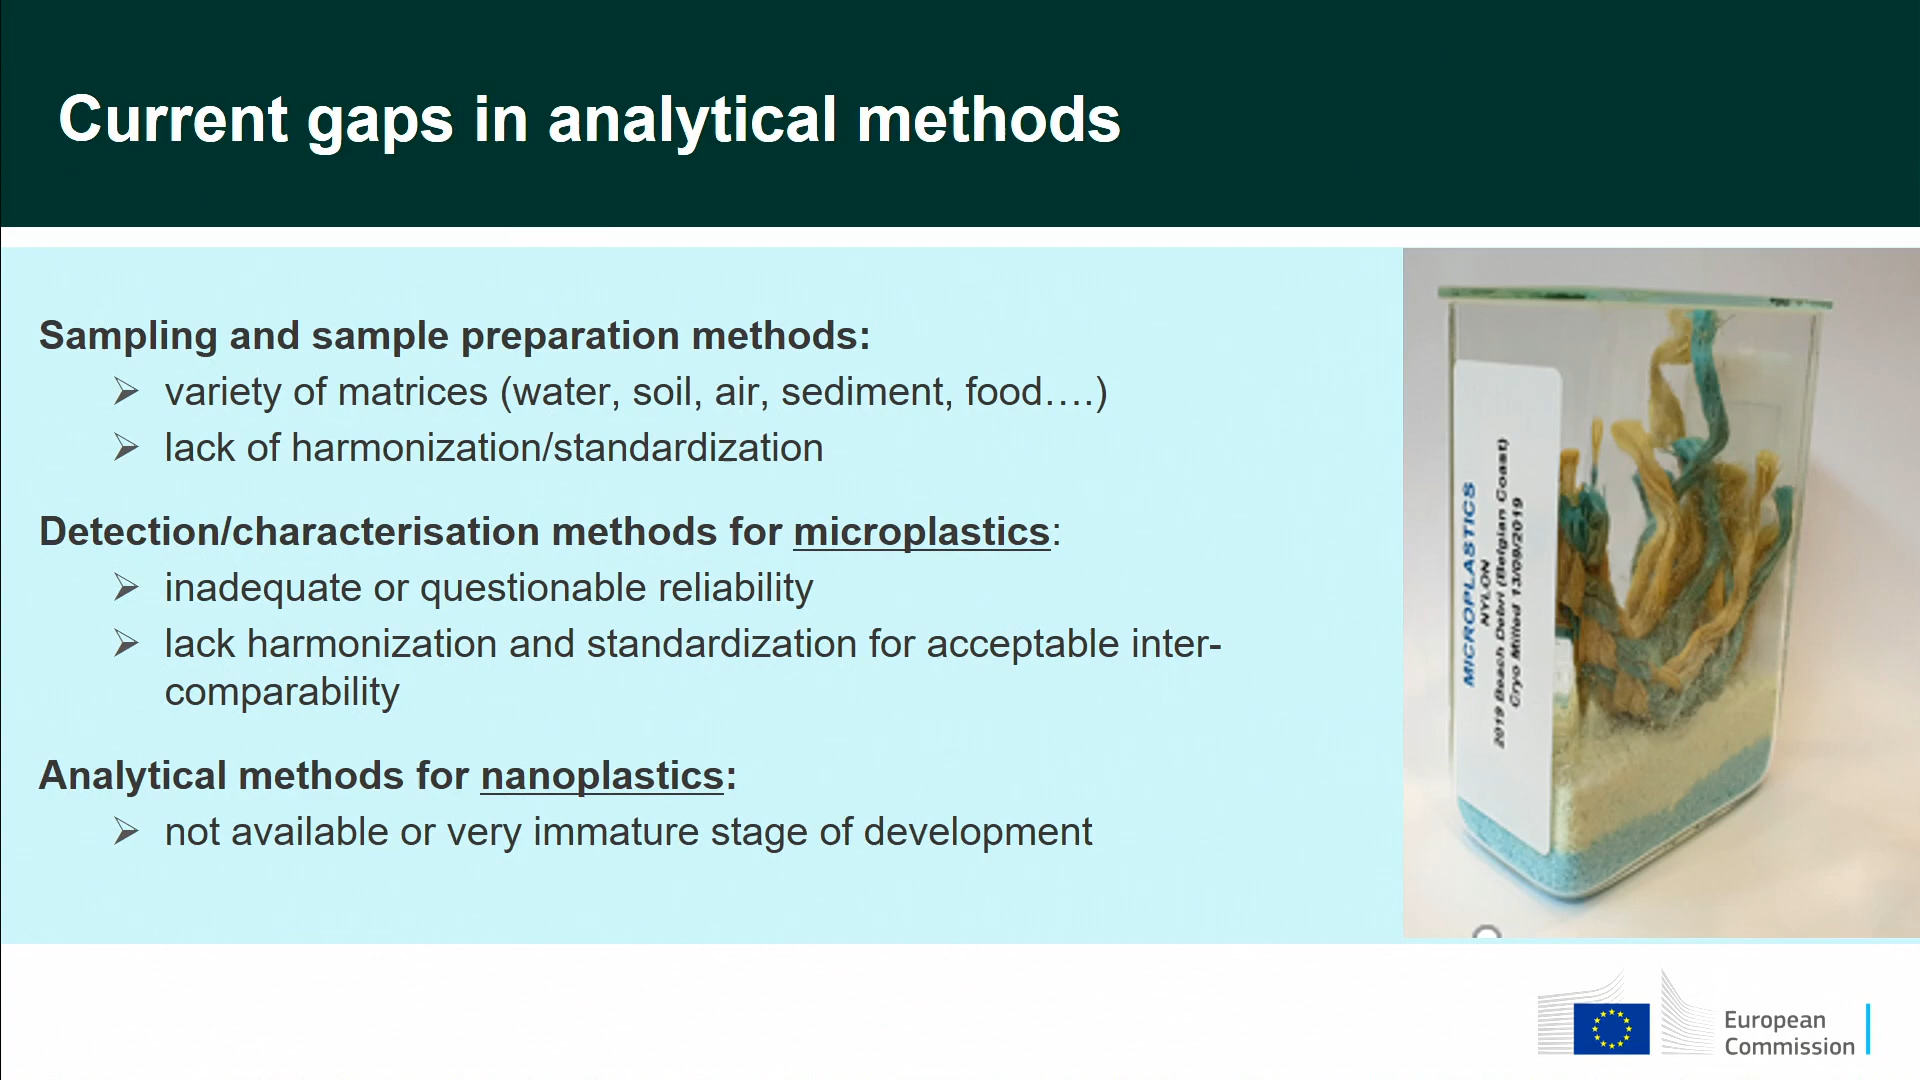 Current gaps in analytical methods
Sampling and sample preparation methods:
➢ variety of matrices (water, soil, air, sediment, food….)
➢ lack of harmonization/standardization
Detection/characterisation methods for microplastics:
➢ inadequate or questionable reliability
➢ lack harmonization and standardization for acceptable inter-
comparability
Analytical methods for nanoplastics:
➢ not available or very immature stage of development
MICROPLASTICS
NYLON
2019 Beach Debri (Belgian Coast)
Cryo Milled 13/09/2019
European
Commission